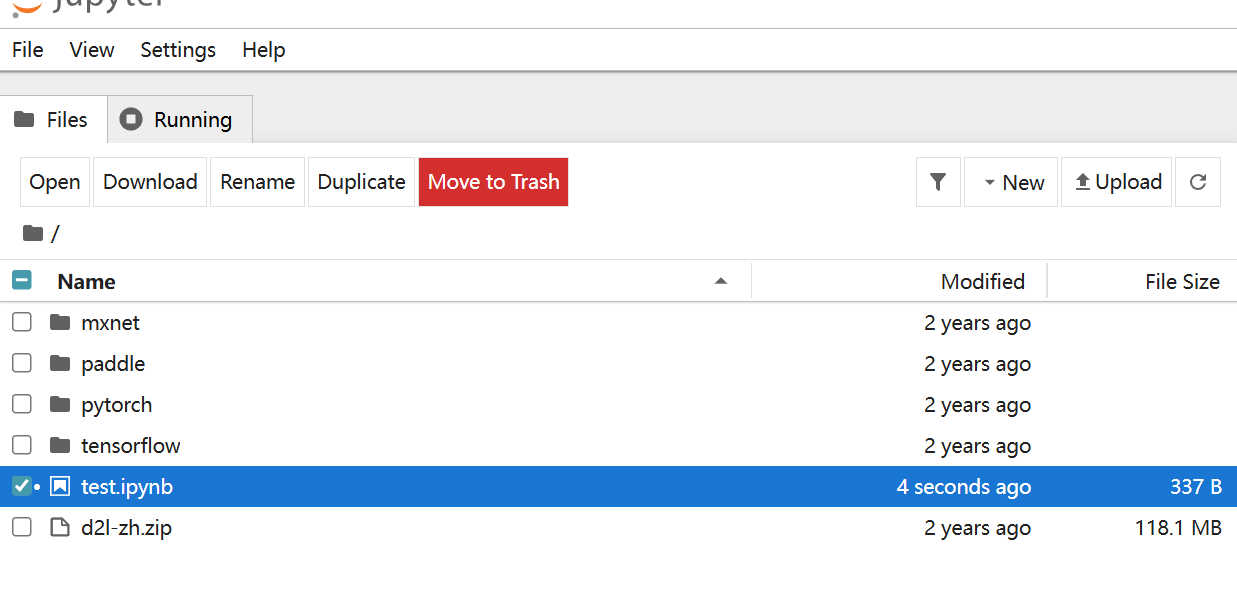 Jupyter
File View Settings Help
Files Running
Open Download Rename Duplicate Move to Trash New Upload
/
Name Modified File Size
mxnet 2 years ago
paddle 2 years ago
pytorch 2 years ago
tensorflow 2 years ago
test.ipynb 4 seconds ago 337 B
d2l-zh.zip 2 years ago 118.1 MB